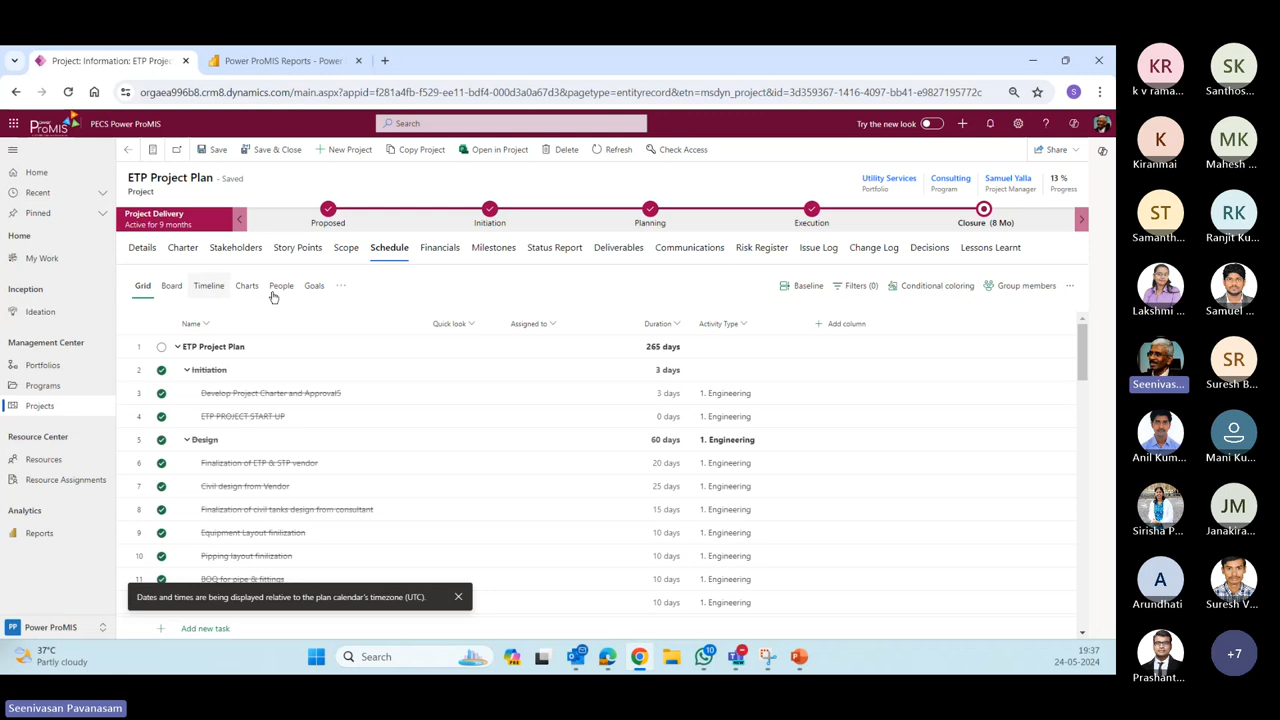 Project: Information: ETP Projec
Power ProMIS Reports - Power
orgaea996b8.crm8.dynamics.com/main.aspx?appid=f281a4fb-f529-ee11-bdf4-000d3a0a67d3&pagetype=entityrecord&etn=msdyn_project&id=3d359367-1416-4097-bb41-e9827195772c
S
Power ProMIS
PECS Power ProMIS
Search
Try the new look
Save
Save & Close
New Project
Copy Project
Open in Project
Delete
Refresh
Check Access
Share
ETP Project Plan - Saved
Project
Utility Services
Portfolio
Consulting
Program
Samuel Yalla
Project Manager
13 %
Progress
Project Delivery
Active for 9 months
Proposed
Initiation
Planning
Execution
Closure (8 Mo)
Details Charter Stakeholders Story Points Scope Schedule Financials Milestones Status Report Deliverables Communications Risk Register Issue Log Change Log Decisions Lessons Learnt
Grid Board Timeline Charts People Goals ...
Baseline Filters (0) Conditional coloring Group members ...
Name Quick look Assigned to Duration Activity Type + Add column
1 ETP Project Plan 265 days
2 Initiation 3 days
3 Develop Project Charter and Approval5 3 days 1. Engineering
4 ETP PROJECT START UP 0 days 1. Engineering
5 Design 60 days 1. Engineering
6 Finalization of ETP & STP vendor 20 days 1. Engineering
7 Civil design from Vendor 25 days 1. Engineering
8 Finalization of civil tanks design from consultant 15 days 1. Engineering
9 Equipment Layout finilization 10 days 1. Engineering
10 Pipping layout finilization 10 days 1. Engineering
11 BOQ for pipe & fittings 10 days 1. Engineering
10 days 1. Engineering
Dates and times are being displayed relative to the plan calendar's timezone (UTC).
+ Add new task
Home
Recent
Pinned
Home
My Work
Inception
Ideation
Management Center
Portfolios
Programs
Projects
Resource Center
Resources
Resource Assignments
Analytics
Reports
PP Power ProMIS
37°C
Partly cloudy
Search
10
19:37
24-05-2024
KR
k v rama...
SK
Santhos...
K
Kiranmai
MK
Mahesh ...
ST
Samanth...
RK
Ranjit Ku...
Lakshmi ...
Samuel ...
Seenivas...
SR
Suresh B...
Anil Kum...
Mani Ku...
Sirisha P...
JM
Janakira...
A
Arundhati
Suresh V...
Prashant...
+7
Seenivasan Pavanasam